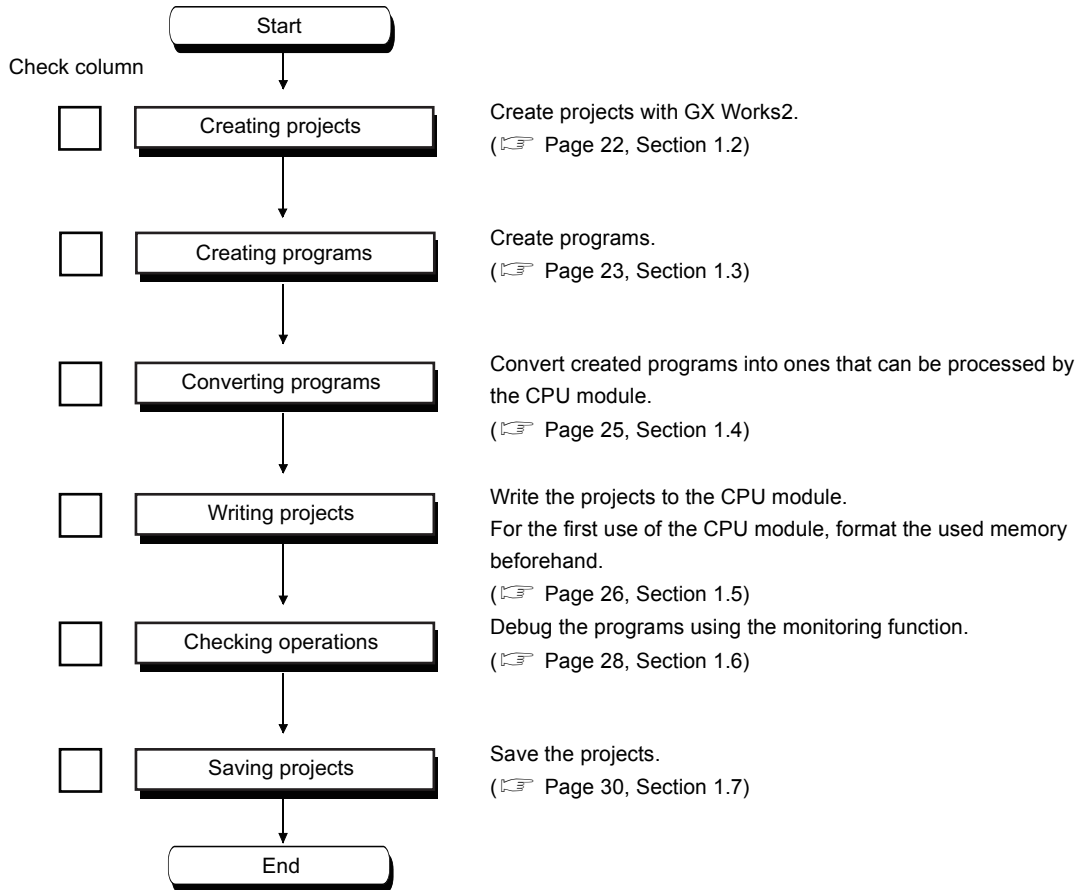 Start
Check column
Creating projects
Create projects with GX Works2.
(☞ Page 22, Section 1.2)
Creating programs
Create programs.
(☞ Page 23, Section 1.3)
Converting programs
Convert created programs into ones that can be processed by
the CPU module.
(☞ Page 25, Section 1.4)
Writing projects
Write the projects to the CPU module.
For the first use of the CPU module, format the used memory
beforehand.
(☞ Page 26, Section 1.5)
Checking operations
Debug the programs using the monitoring function.
(☞ Page 28, Section 1.6)
Saving projects
Save the projects.
(☞ Page 30, Section 1.7)
End